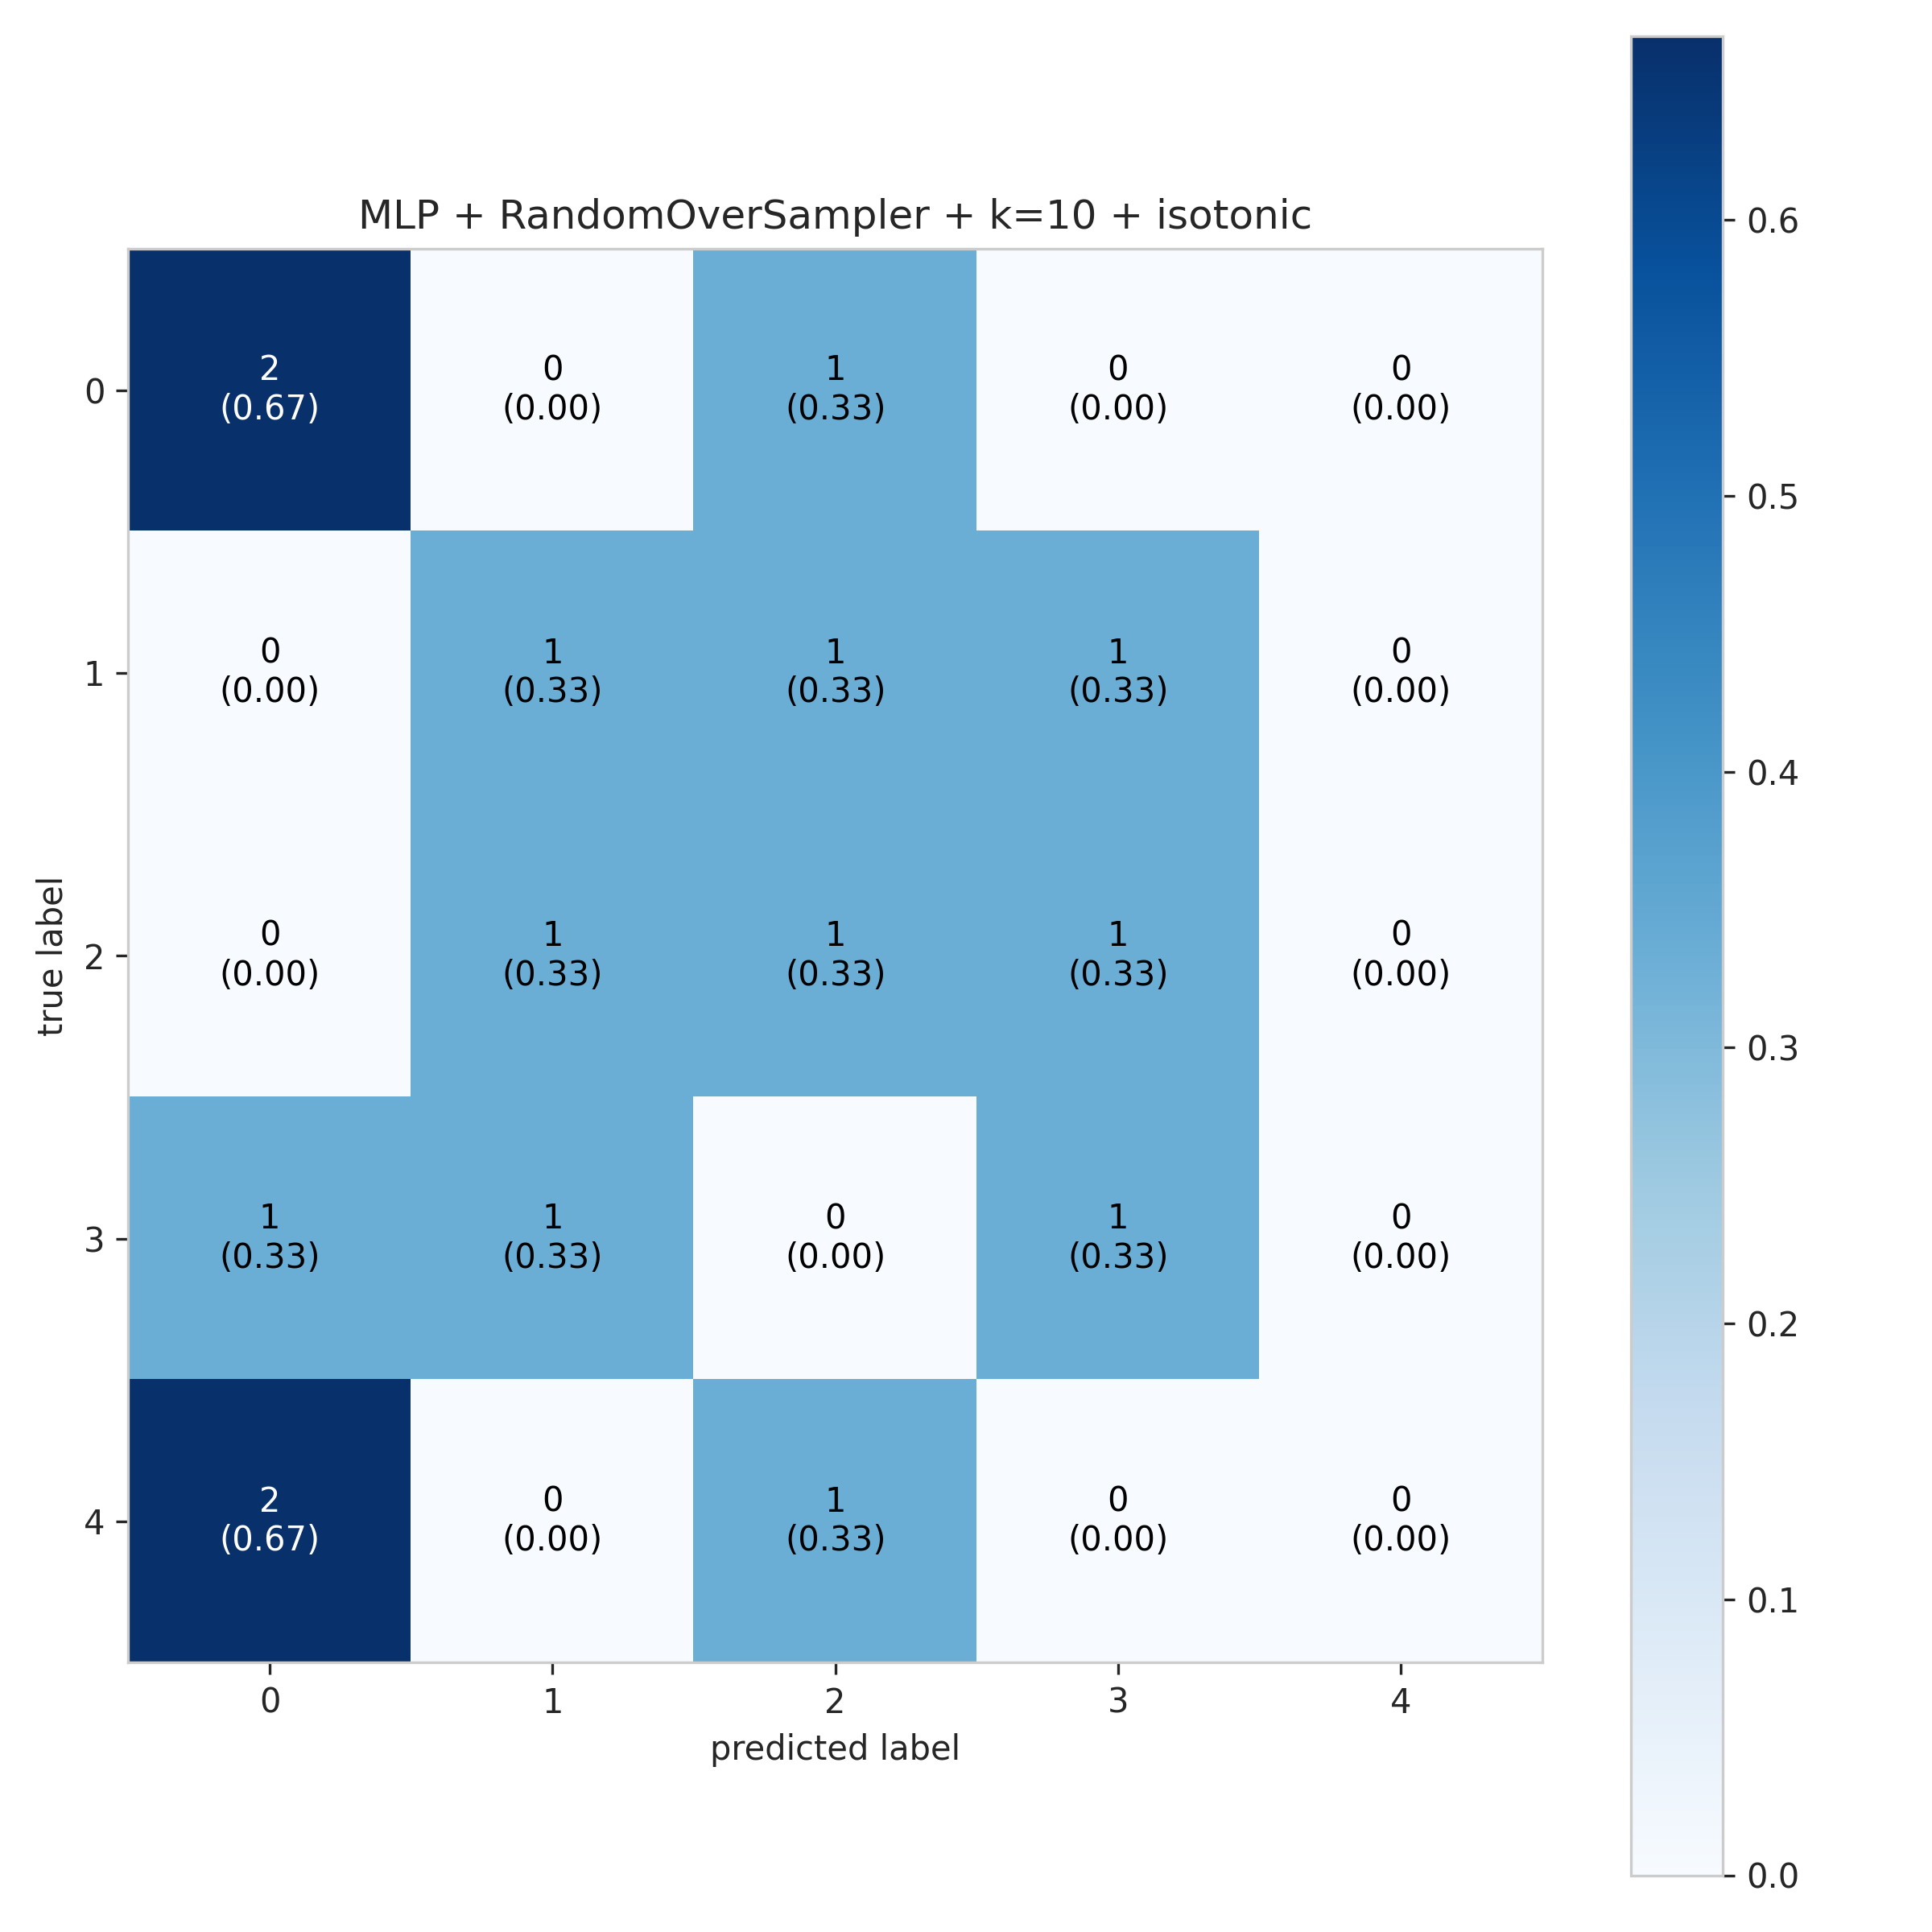 MLP + RandomOverSampler + k=10 + isotonic
0.6
0.5
0.4
0.3
0.2
0.1
0.0
true label
0
2 0 1 0 0
(0.67) (0.00) (0.33) (0.00) (0.00)
1
0 1 1 1 0
(0.00) (0.33) (0.33) (0.33) (0.00)
2
0 1 1 1 0
(0.00) (0.33) (0.33) (0.33) (0.00)
3
1 1 0 1 0
(0.33) (0.33) (0.00) (0.33) (0.00)
4
2 0 1 0 0
(0.67) (0.00) (0.33) (0.00) (0.00)
0 1 2 3 4
predicted label